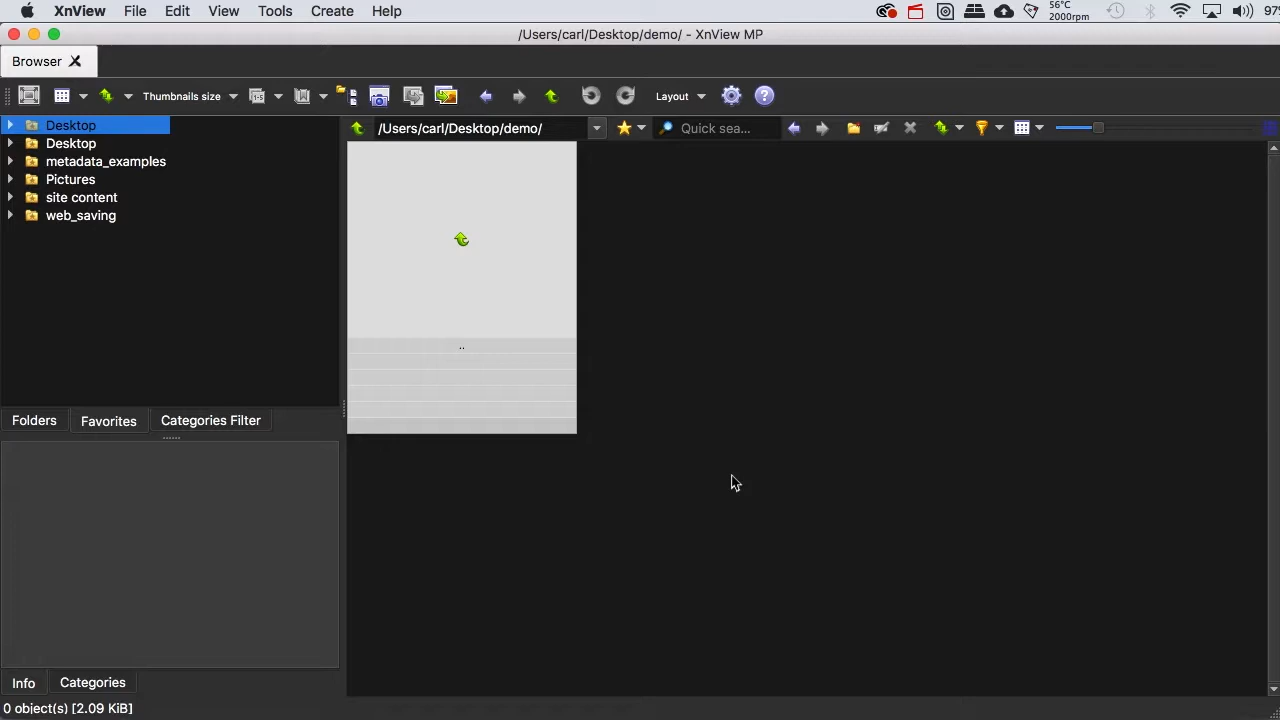 XnView File Edit View Tools Create Help 56°C 2000rpm
/Users/carl/Desktop/demo/ - XnView MP
Browser
Thumbnails size Layout
Desktop
Desktop
metadata_examples
Pictures
site content
web_saving
/Users/carl/Desktop/demo/ Quick sea...
..
Folders Favorites Categories Filter
Info Categories
0 object(s) [2.09 KiB]